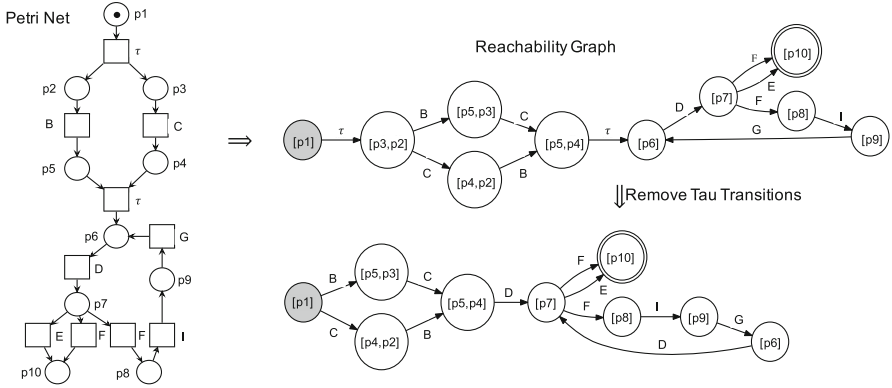 Petri Net
p1
τ
p2
p3
B
C
p5
p4
τ
p6
G
D
p9
p7
E
F
F
I
p10
p8
⇒
Reachability Graph
[p1]
τ
[p3,p2]
B
C
[p5,p3]
[p4,p2]
C
B
[p5,p4]
τ
[p6]
D
[p7]
F
E
[p10]
F
[p8]
I
[p9]
G
⇓Remove Tau Transitions
[p1]
B
C
[p5,p3]
[p4,p2]
C
B
[p5,p4]
D
[p7]
F
E
[p10]
F
[p8]
I
[p9]
G
[p6]
D